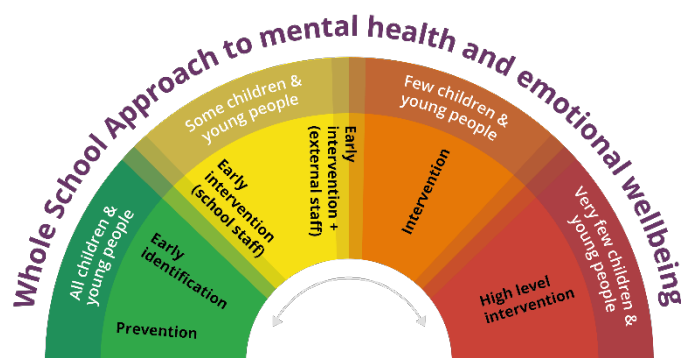 Whole School Approach to mental health and emotional wellbeing
All children &
young people
Some children &
young people
Few children &
young people
Very few children &
young people
Prevention
Early
identification
Early
intervention
(school staff)
Early
intervention +
(external staff)
Intervention
High level
intervention